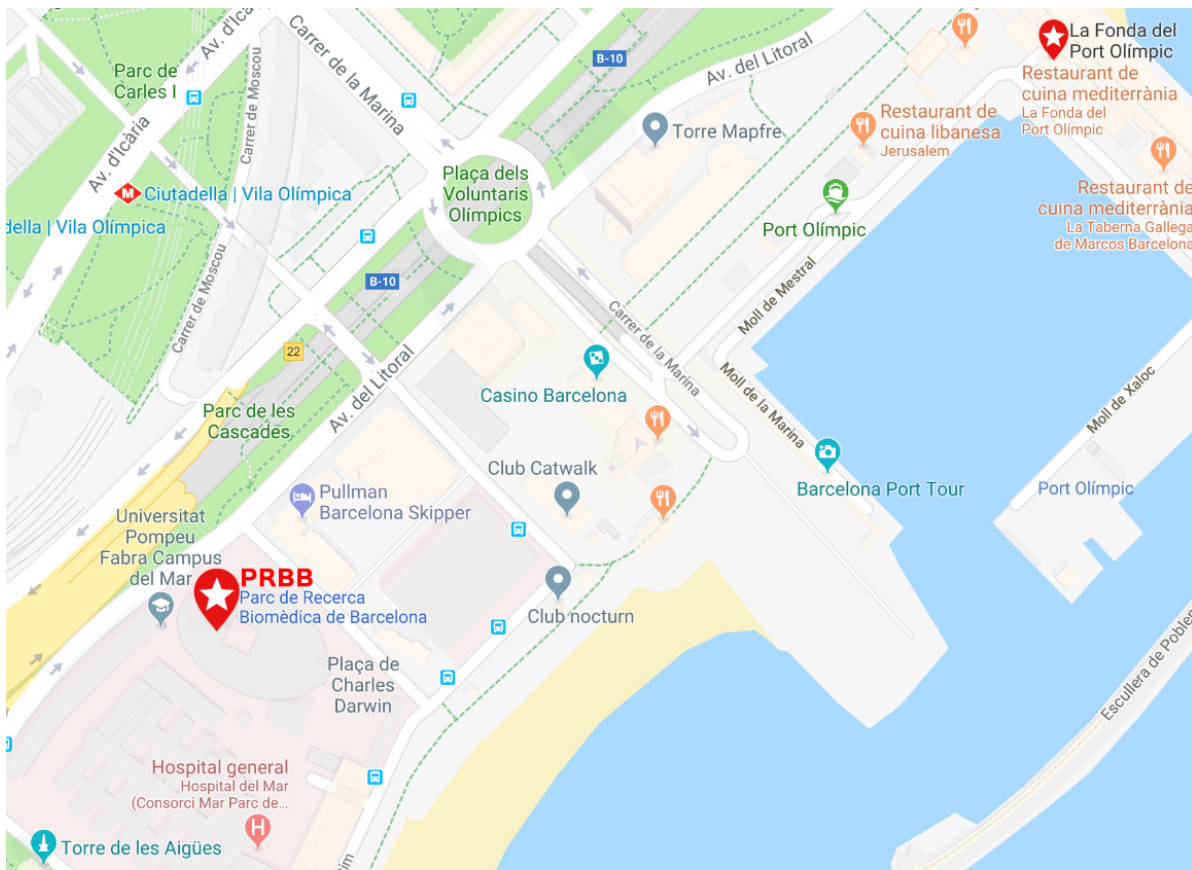 Av. d'Icària
Carrer de Moscou
Carrer de la Marina
B-10
Av. del Litoral
La Fonda del
Port Olímpic
Restaurant de
cuina mediterrània
La Fonda del
Port Olímpic
Parc de
Carles I
Torre Mapfre
Restaurant de
cuina libanesa
Jerusalem
Av. d'Icària
M
Ciutadella | Vila Olímpica
della | Vila Olímpica
Plaça dels
Voluntaris
Olímpics
Port Olímpic
Restaurant de
cuina mediterrània
La Taberna Gallega
de Marcos Barcelona
Carrer de Moscou
B-10
Moll de Mestral
Carrer de la Marina
22
Av. del Litoral
Casino Barcelona
Moll de la Marina
Moll de Xaloc
Parc de les
Cascades
Club Catwalk
Barcelona Port Tour
Port Olímpic
Pullman
Barcelona Skipper
Universitat
Pompeu
Fabra Campus
del Mar
PRBB
Parc de Recerca
Biomèdica de Barcelona
Club nocturn
Plaça de
Charles
Darwin
Escullera de Poblen
Hospital general
Hospital del Mar
(Consorci Mar Parc de...
H
Torre de les Aigües
im